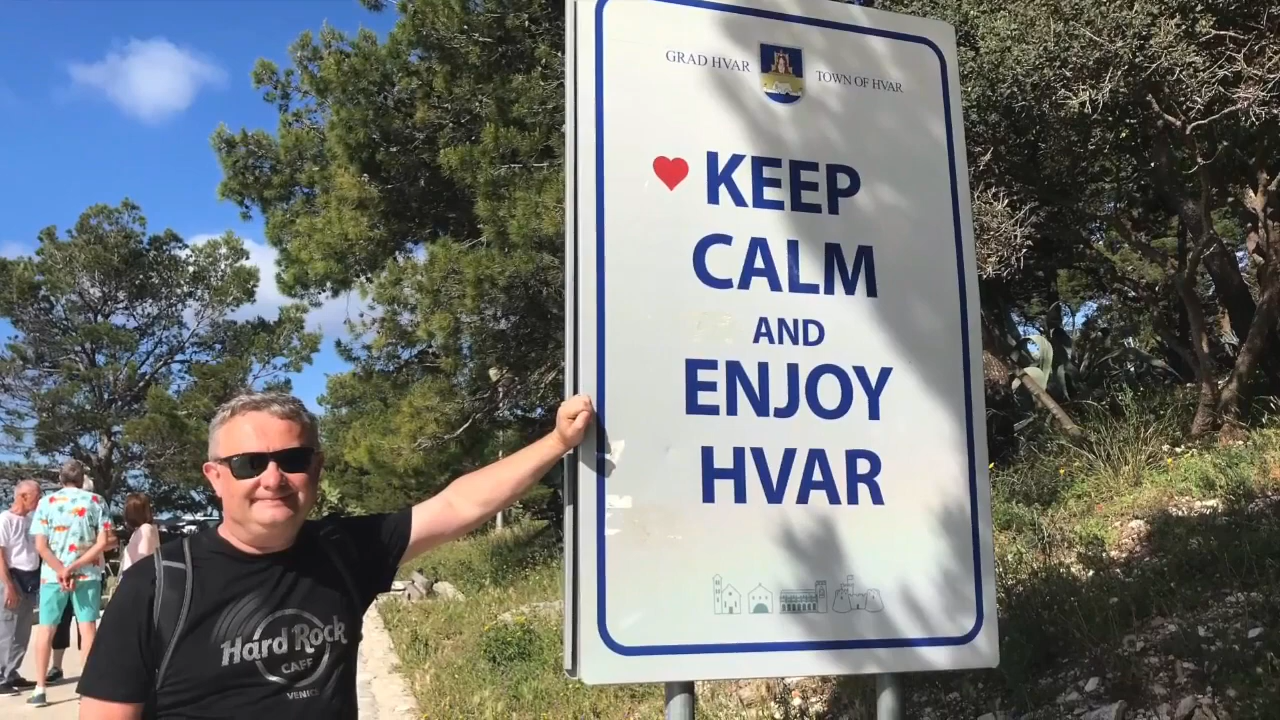 GRAD HVAR TOWN OF HVAR
KEEP
CALM
AND
ENJOY
HVAR
Hard Rock
CAFE
VENICE